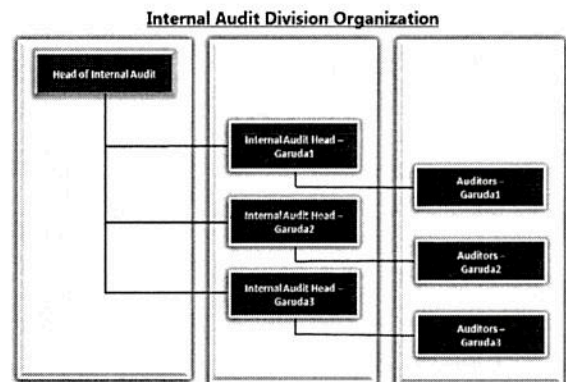 Internal Audit Division Organization
Head of Internal Audit
Internal Audit Head –
Garuda1
Auditors –
Garuda1
Internal Audit Head –
Garuda2
Auditors –
Garuda2
Internal Audit Head –
Garuda3
Auditors –
Garuda3